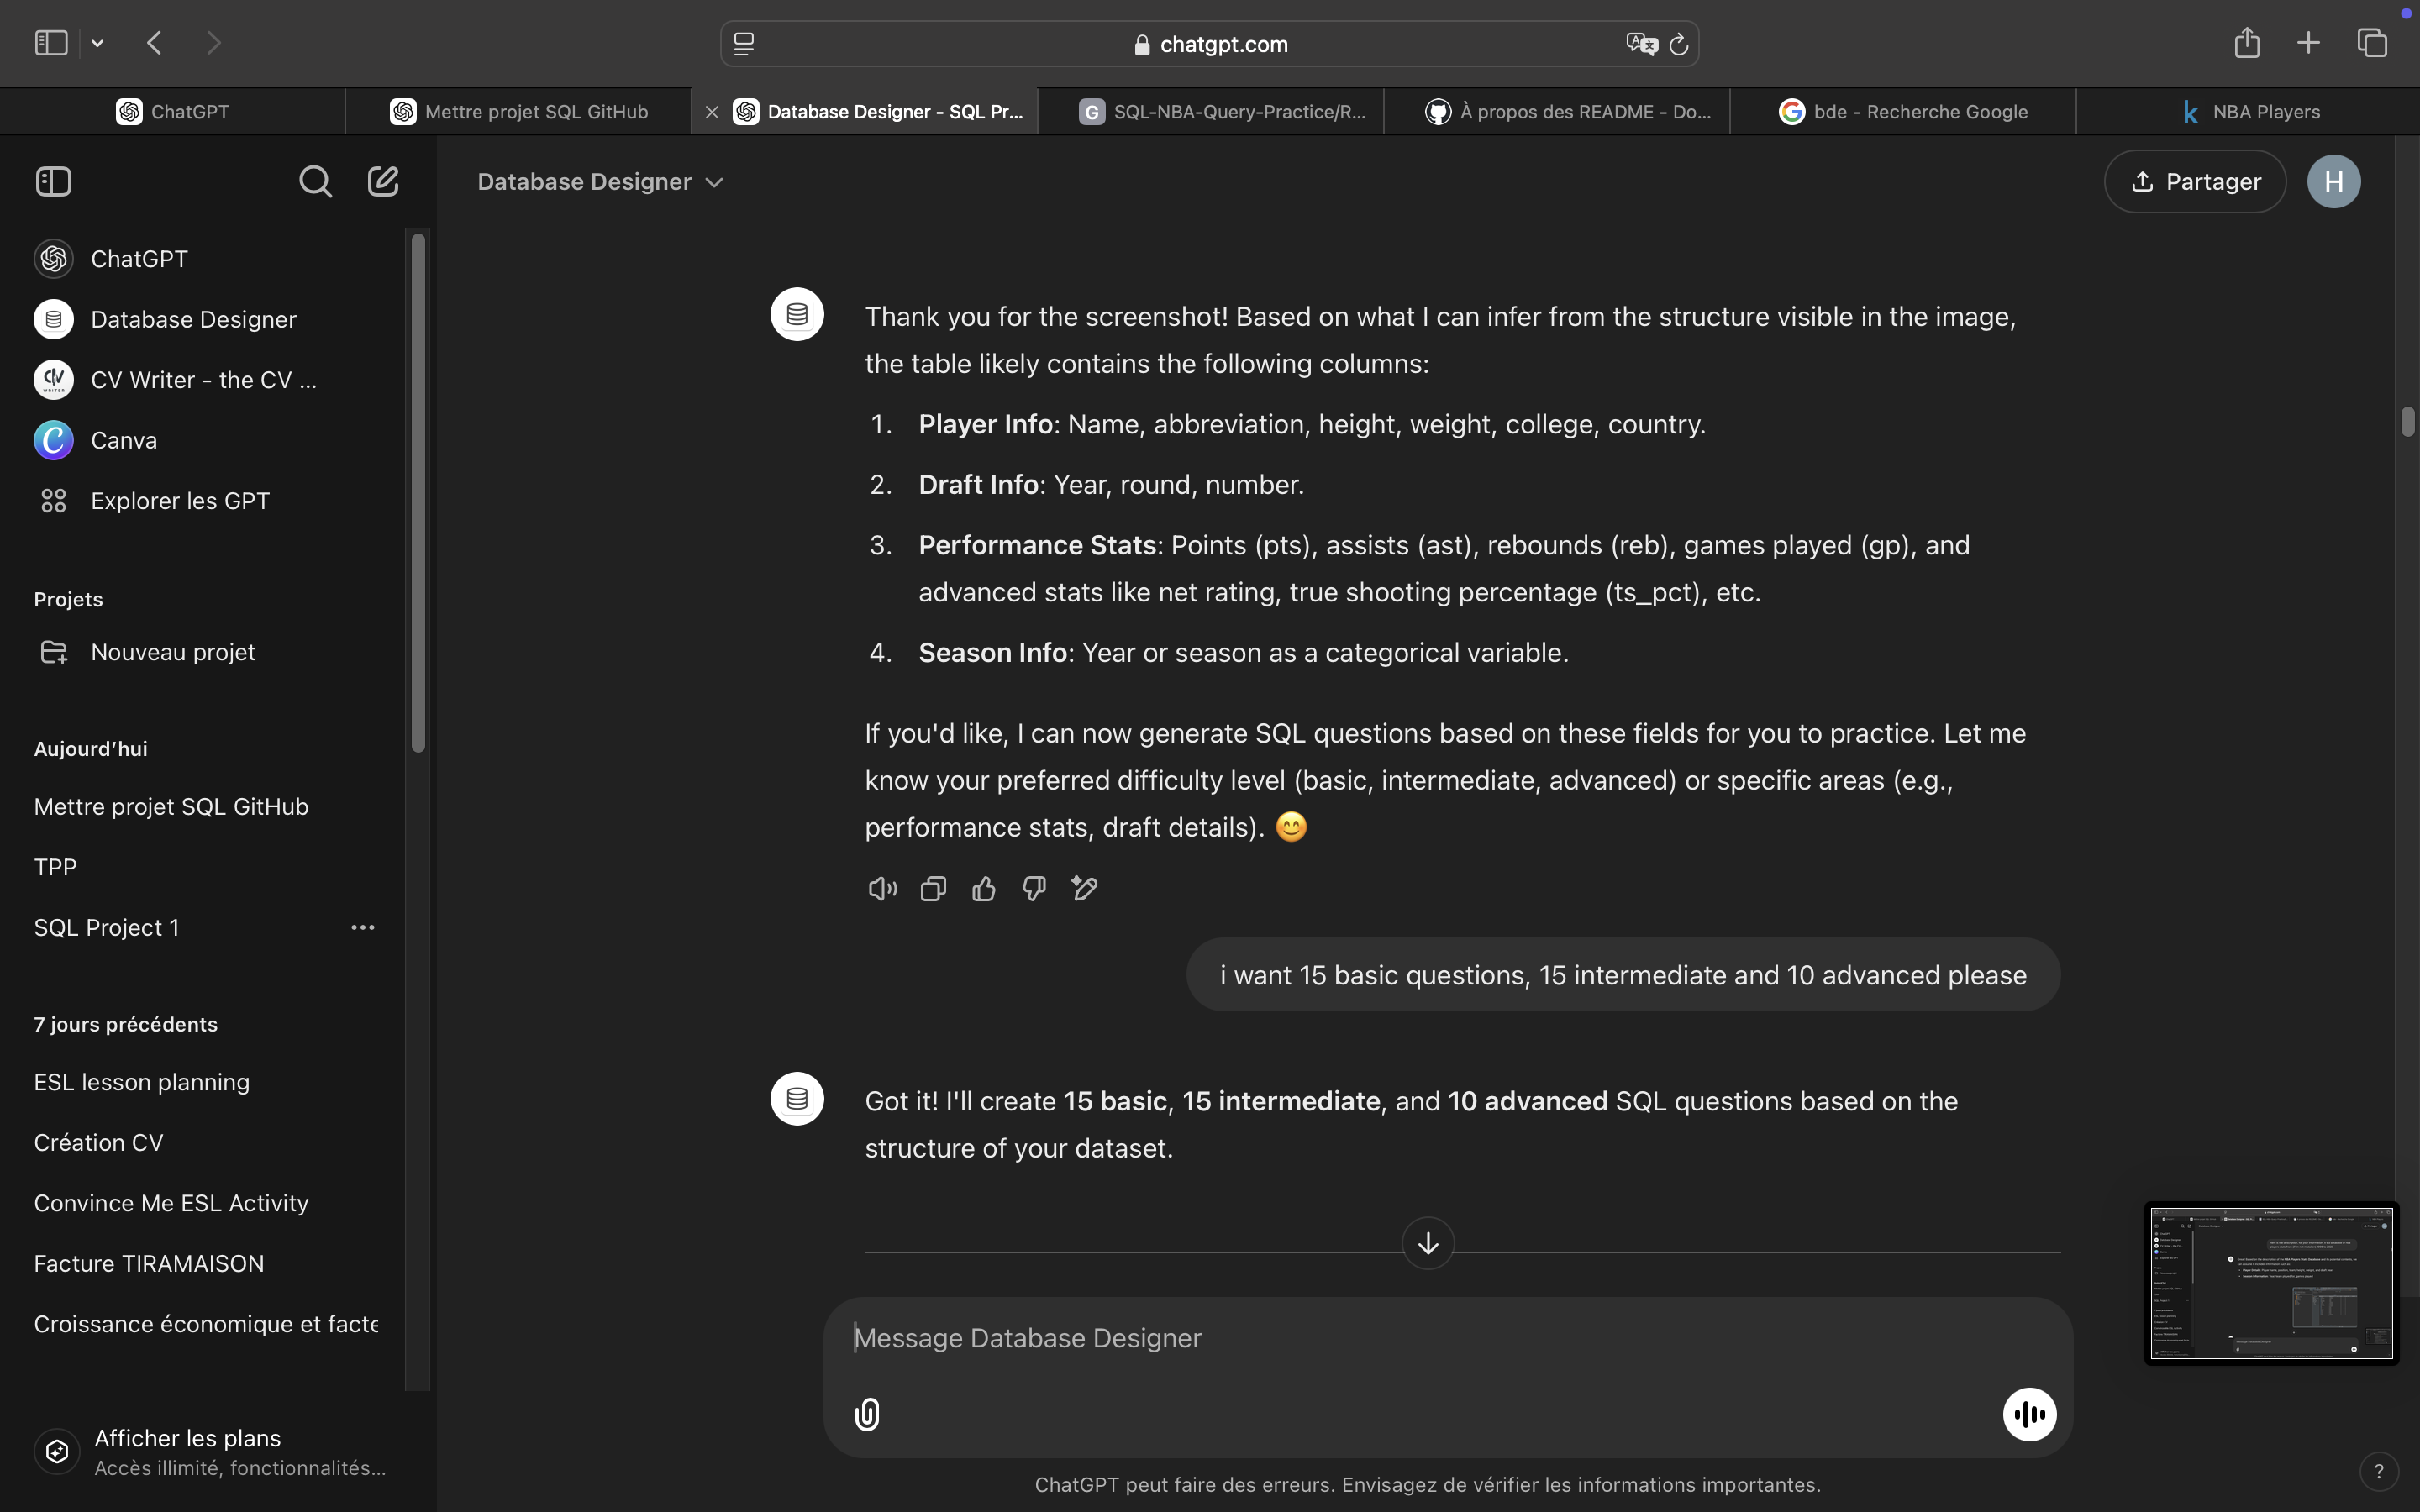 chatgpt.com
ChatGPT
Mettre projet SQL GitHub
Database Designer - SQL Pr...
G
SQL-NBA-Query-Practice/R...
À propos des README - Do...
bde - Recherche Google
k
NBA Players
Database Designer
Partager
H
ChatGPT
Database Designer
CV Writer - the CV ...
Canva
Explorer les GPT
Projets
Nouveau projet
Aujourd’hui
Mettre projet SQL GitHub
TPP
SQL Project 1
7 jours précédents
ESL lesson planning
Création CV
Convince Me ESL Activity
Facture TIRAMAISON
Croissance économique et facte
Afficher les plans
Accès illimité, fonctionnalités...
Thank you for the screenshot! Based on what I can infer from the structure visible in the image,
the table likely contains the following columns:
1. Player Info: Name, abbreviation, height, weight, college, country.
2. Draft Info: Year, round, number.
3. Performance Stats: Points (pts), assists (ast), rebounds (reb), games played (gp), and
advanced stats like net rating, true shooting percentage (ts_pct), etc.
4. Season Info: Year or season as a categorical variable.
If you'd like, I can now generate SQL questions based on these fields for you to practice. Let me
know your preferred difficulty level (basic, intermediate, advanced) or specific areas (e.g.,
performance stats, draft details). 😊
i want 15 basic questions, 15 intermediate and 10 advanced please
Got it! I'll create 15 basic, 15 intermediate, and 10 advanced SQL questions based on the
structure of your dataset.
Message Database Designer
ChatGPT peut faire des erreurs. Envisagez de vérifier les informations importantes.
?